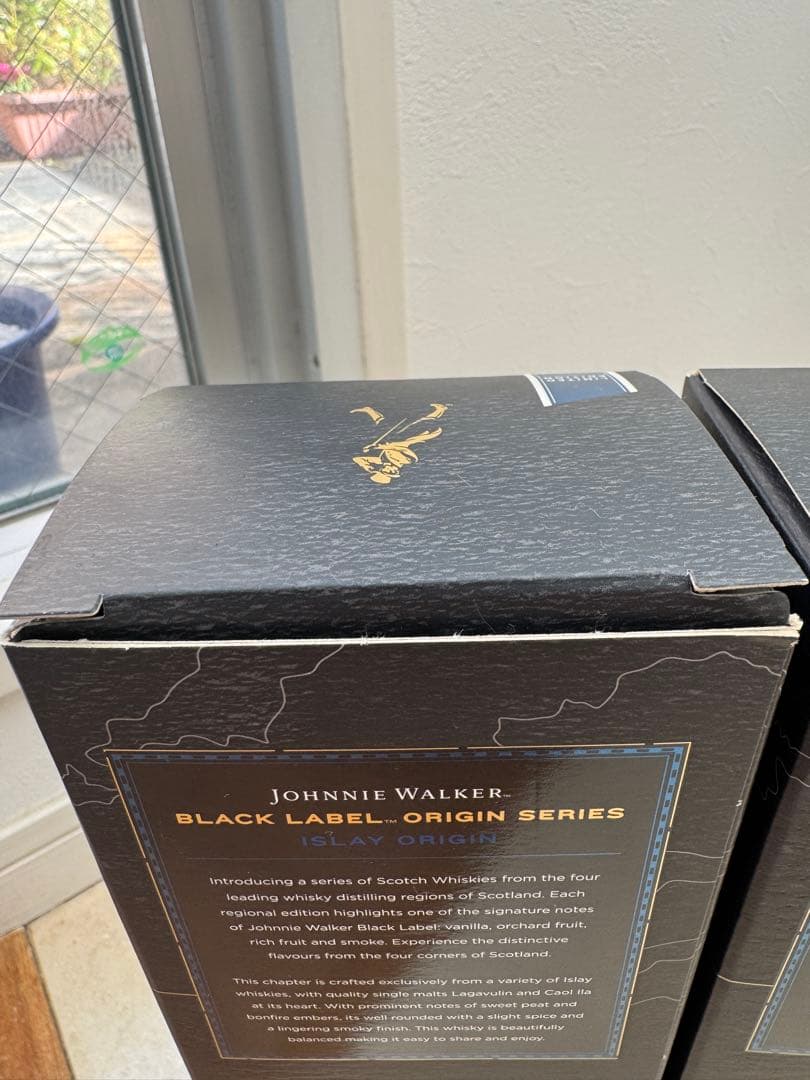 LIMITED
EDITION
JOHNNIE WALKER™
BLACK LABEL™ ORIGIN SERIES
ISLAY ORIGIN
Introducing a series of Scotch Whiskies from the four
leading whisky distilling regions of Scotland. Each
regional edition highlights one of the signature notes
of Johnnie Walker Black Label: vanilla, orchard fruit,
rich fruit and smoke. Experience the distinctive
flavours from the four corners of Scotland.
This chapter is crafted exclusively from a variety of Islay
whiskies, with quality single malts Lagavulin and Caol Ila
at its heart. With prominent notes of sweet peat and
bonfire embers, its well rounded with a slight spice and
a lingering smoky finish. This whisky is beautifully
balanced making it easy to share and enjoy.